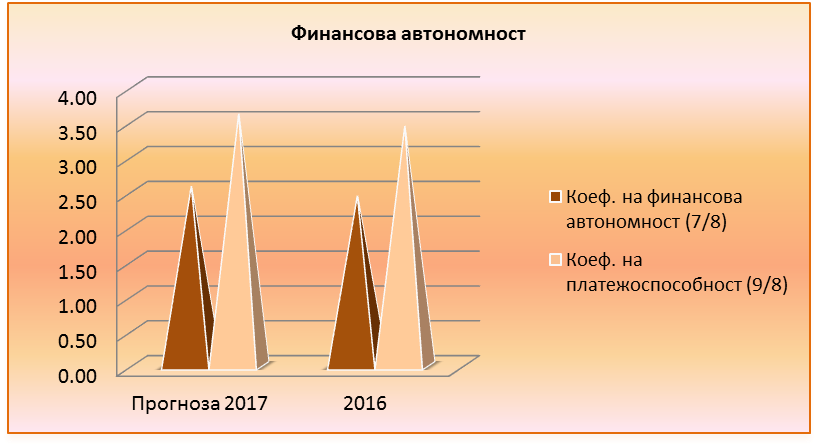 Финансова автономност
4.00
3.50
3.00
2.50
2.00
1.50
1.00
0.50
0.00
Прогноза 2017
2016
Коеф. на финансова
автономност (7/8)
Коеф. на
платежоспособност (9/8)